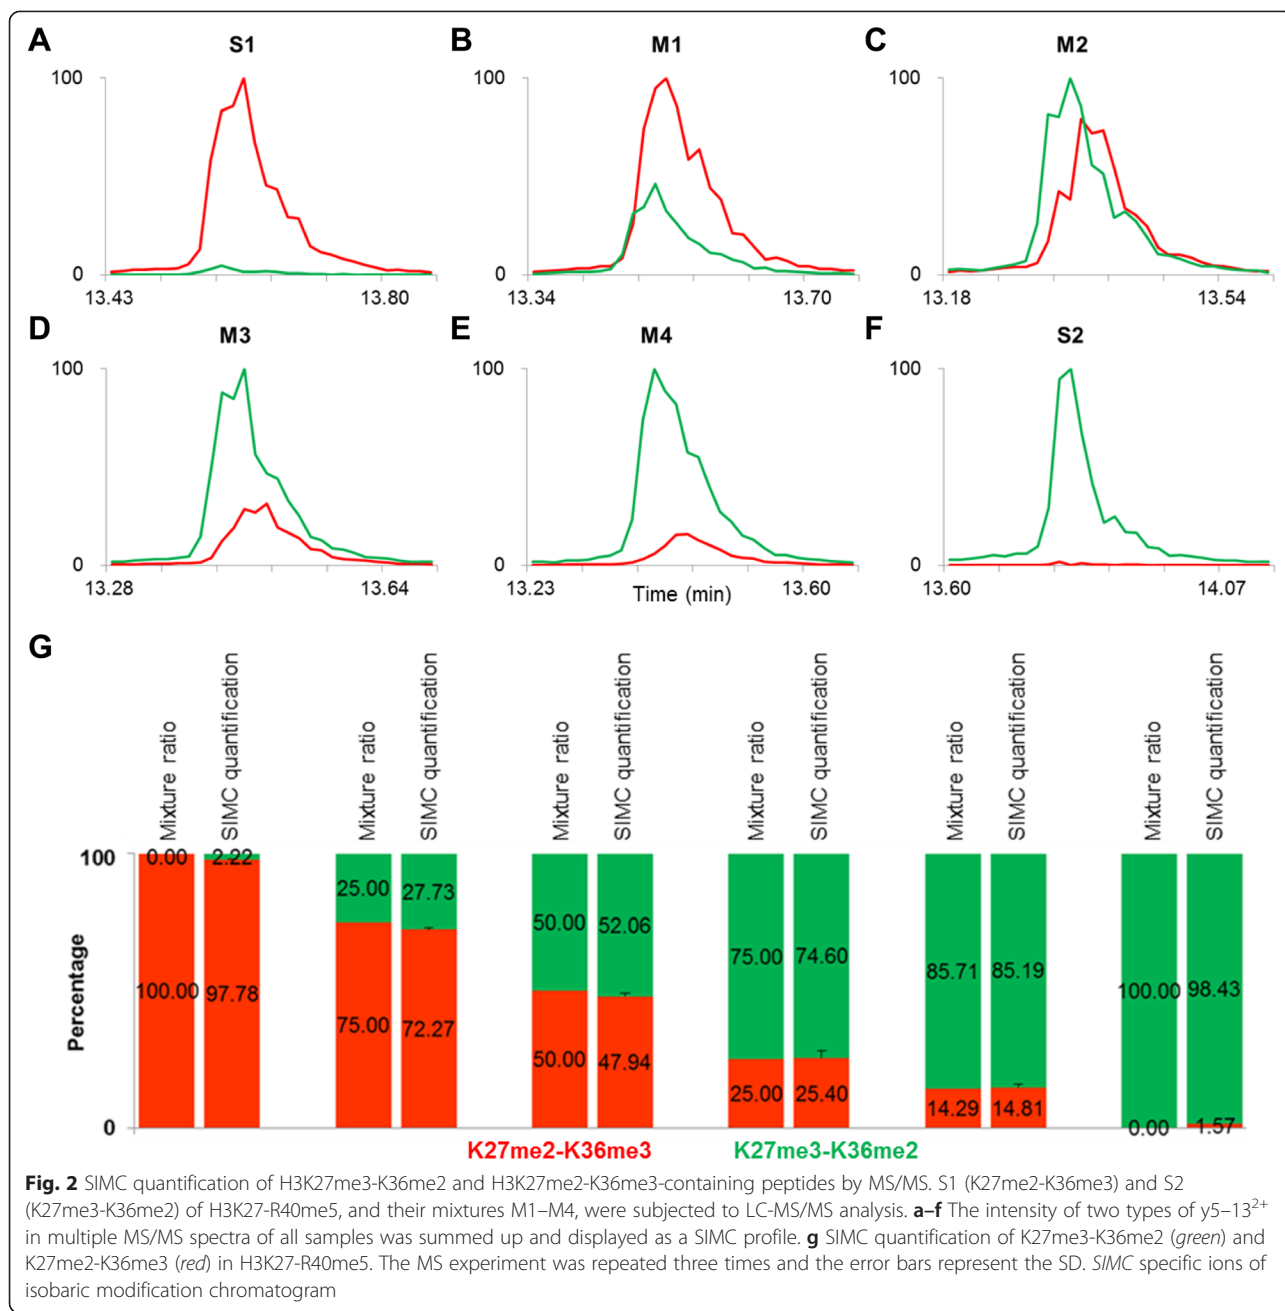 A S1
100
0
13.43 13.80
B M1
100
0
13.34 13.70
C M2
100
0
13.18 13.54
D M3
100
0
13.28 13.64
E M4
100
0
13.23 Time (min) 13.60
F S2
100
0
13.60 14.07
G
Mixture ratio
SIMC quantification
Mixture ratio
SIMC quantification
Mixture ratio
SIMC quantification
Mixture ratio
SIMC quantification
Mixture ratio
SIMC quantification
Mixture ratio
SIMC quantification
Percentage
100
0
0.00 2.22
100.00 97.78
25.00 27.73
75.00 72.27
50.00 52.06
50.00 47.94
75.00 74.60
25.00 25.40
85.71 85.19
14.29 14.81
100.00 98.43
0.00 1.57
K27me2-K36me3 K27me3-K36me2
Fig. 2 SIMC quantification of H3K27me3-K36me2 and H3K27me2-K36me3-containing peptides by MS/MS. S1 (K27me2-K36me3) and S2
(K27me3-K36me2) of H3K27-R40me5, and their mixtures M1–M4, were subjected to LC-MS/MS analysis. a–f The intensity of two types of y5–13²⁺
in multiple MS/MS spectra of all samples was summed up and displayed as a SIMC profile. g SIMC quantification of K27me3-K36me2 (green) and
K27me2-K36me3 (red) in H3K27-R40me5. The MS experiment was repeated three times and the error bars represent the SD. SIMC specific ions of
isobaric modification chromatogram